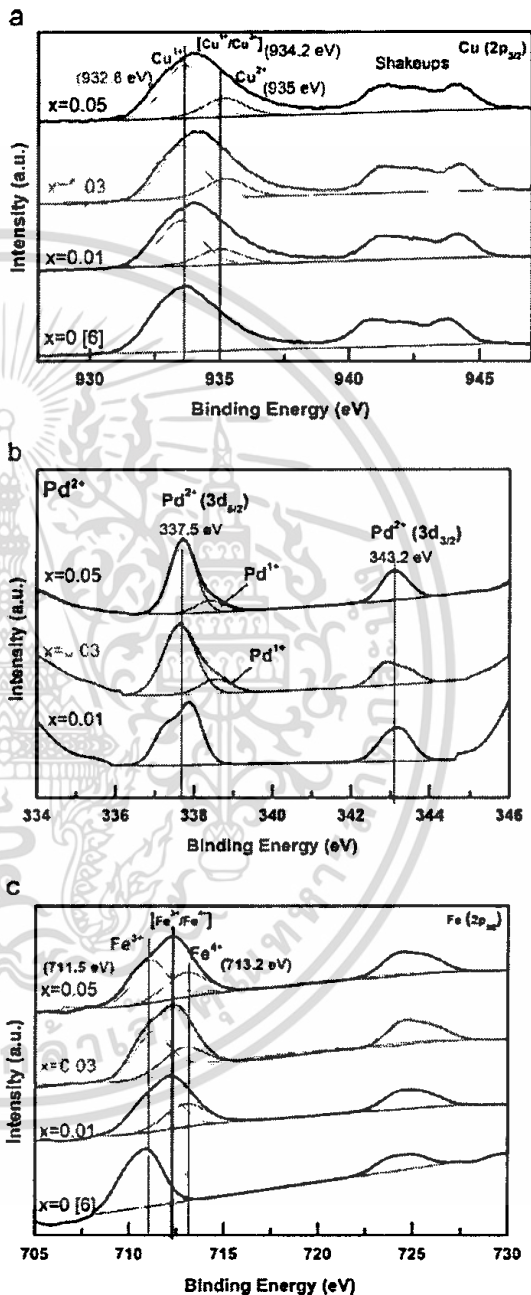 a
Cu¹⁺ [Cu¹⁺/Cu²⁺] (934.2 eV) Cu (2p₃/₂)
(932.6 eV) Cu²⁺ Shakeups
(935 eV)
x=0.05
03
x=0.01
x=0 [6]
Intensity (a.u.)
930 935 940 945
Binding Energy (eV)
b
Pd²⁺ Pd²⁺ (3d₅/₂)
337.5 eV
Pd²⁺ (3d₃/₂)
343.2 eV
x=0.05 Pd¹⁺
03 Pd¹⁺
x=0.01
Intensity (a.u.)
334 336 338 340 342 344 346
Binding Energy (eV)
c
[Fe³⁺/Fe⁴⁺] Fe (2p₃/₂)
Fe³⁺ Fe⁴⁺
(711.5 eV) (713.2 eV)
x=0.05
x=0.03
x=0.01
x=0 [6]
Intensity (a.u.)
705 710 715 720 725 730
Binding Energy (eV)